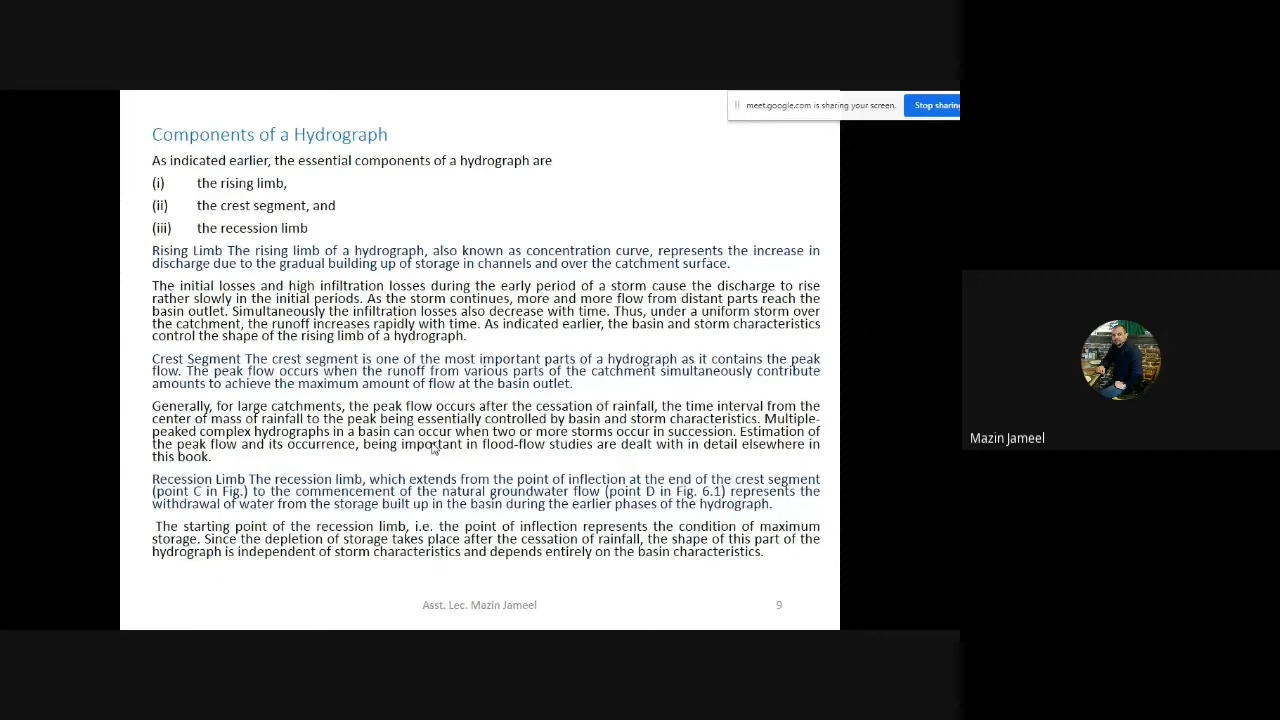 meet.google.com is sharing your screen.
Stop sharing
Components of a Hydrograph
As indicated earlier, the essential components of a hydrograph are
(i) the rising limb,
(ii) the crest segment, and
(iii) the recession limb
Rising Limb The rising limb of a hydrograph, also known as concentration curve, represents the increase in
discharge due to the gradual building up of storage in channels and over the catchment surface.
The initial losses and high infiltration losses during the early period of a storm cause the discharge to rise
rather slowly in the initial periods. As the storm continues, more and more flow from distant parts reach the
basin outlet. Simultaneously the infiltration losses also decrease with time. Thus, under a uniform storm over
the catchment, the runoff increases rapidly with time. As indicated earlier, the basin and storm characteristics
control the shape of the rising limb of a hydrograph.
Crest Segment The crest segment is one of the most important parts of a hydrograph as it contains the peak
flow. The peak flow occurs when the runoff from various parts of the catchment simultaneously contribute
amounts to achieve the maximum amount of flow at the basin outlet.
Generally, for large catchments, the peak flow occurs after the cessation of rainfall, the time interval from the
center of mass of rainfall to the peak being essentially controlled by basin and storm characteristics. Multiple-
peaked complex hydrographs in a basin can occur when two or more storms occur in succession. Estimation of
the peak flow and its occurrence, being important in flood-flow studies are dealt with in detail elsewhere in
this book.
Recession Limb The recession limb, which extends from the point of inflection at the end of the crest segment
(point C in Fig.) to the commencement of the natural groundwater flow (point D in Fig. 6.1) represents the
withdrawal of water from the storage built up in the basin during the earlier phases of the hydrograph.
The starting point of the recession limb, i.e. the point of inflection represents the condition of maximum
storage. Since the depletion of storage takes place after the cessation of rainfall, the shape of this part of the
hydrograph is independent of storm characteristics and depends entirely on the basin characteristics.
Asst. Lec. Mazin Jameel
9
Mazin Jameel